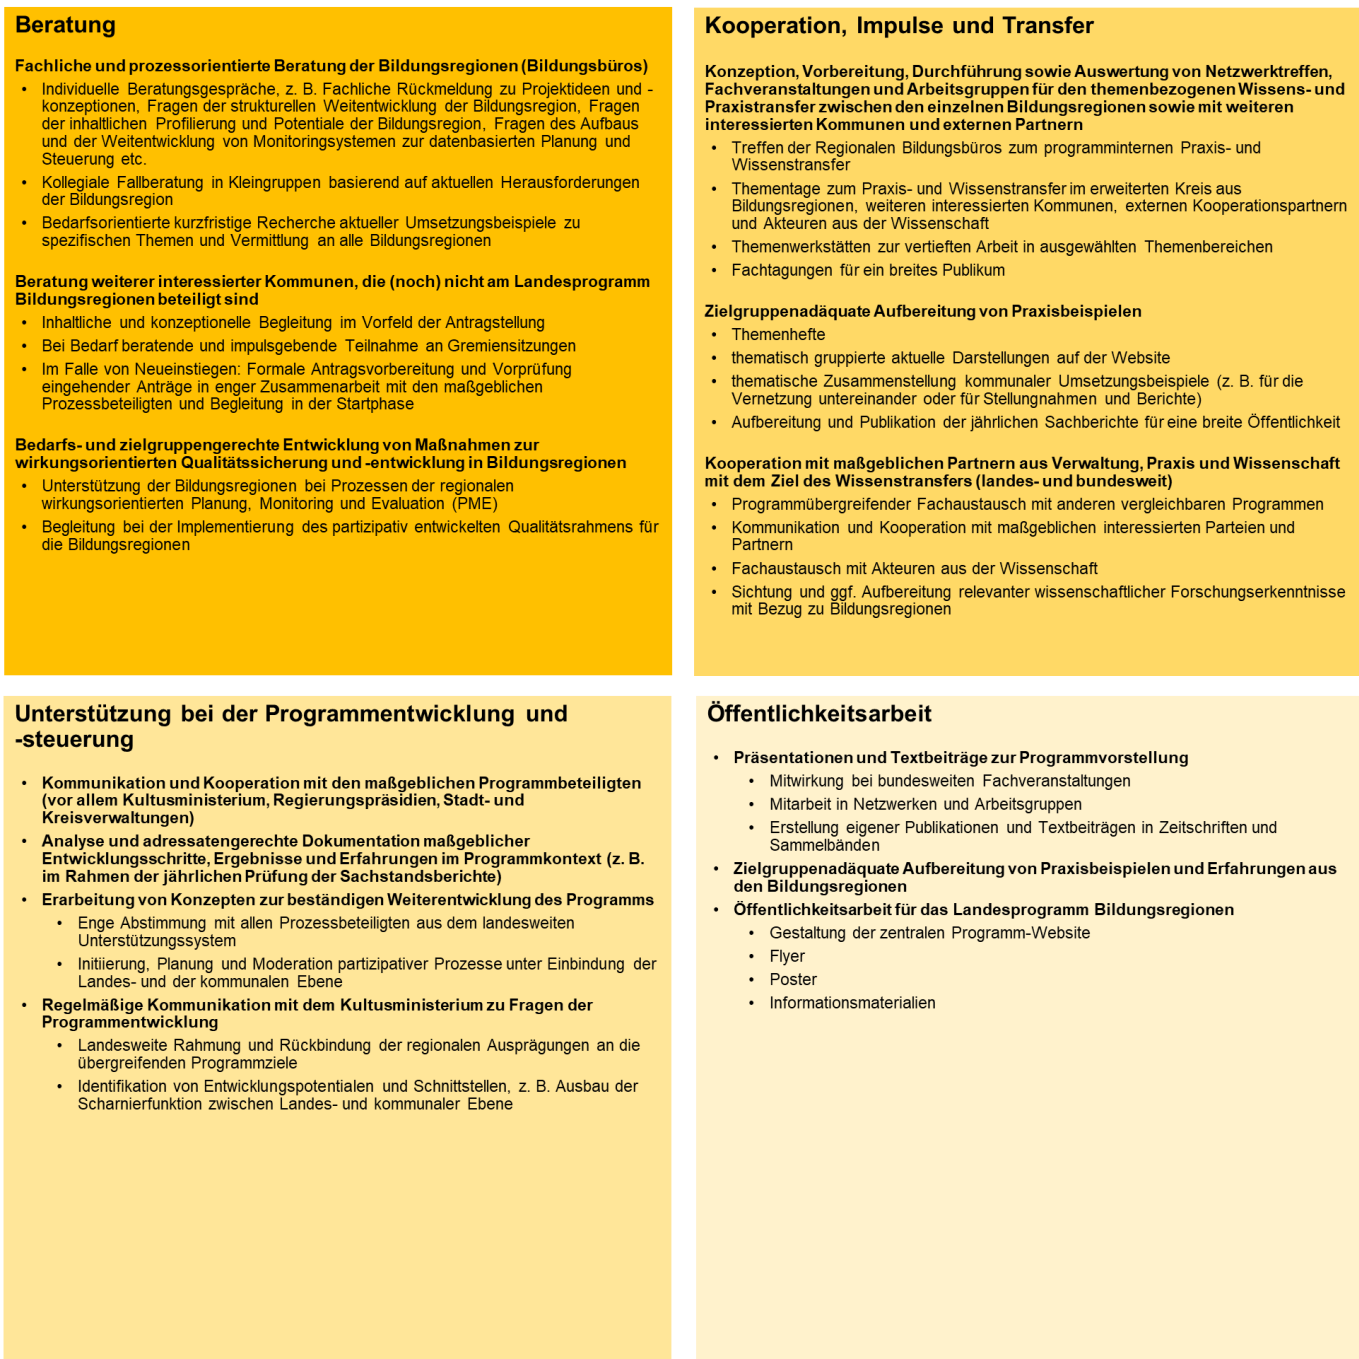 Beratung
Fachliche und prozessorientierte Beratung der Bildungsregionen (Bildungsbüros)
• Individuelle Beratungsgespräche, z. B. Fachliche Rückmeldung zu Projektideen und -
konzeptionen, Fragen der strukturellen Weitentwicklung der Bildungsregion, Fragen
der inhaltlichen Profilierung und Potentiale der Bildungsregion, Fragen des Aufbaus
und der Weitentwicklung von Monitoringsystemen zur datenbasierten Planung und
Steuerung etc.
• Kollegiale Fallberatung in Kleingruppen basierend auf aktuellen Herausforderungen
der Bildungsregion
• Bedarfsorientierte kurzfristige Recherche aktueller Umsetzungsbeispiele zu
spezifischen Themen und Vermittlung an alle Bildungsregionen
Beratung weiterer interessierter Kommunen, die (noch) nicht am Landesprogramm
Bildungsregionen beteiligt sind
• Inhaltliche und konzeptionelle Begleitung im Vorfeld der Antragstellung
• Bei Bedarf beratende und impulsgebende Teilnahme an Gremiensitzungen
• Im Falle von Neueinstiegen: Formale Antragsvorbereitung und Vorprüfung
eingehender Anträge in enger Zusammenarbeit mit den maßgeblichen
Prozessbeteiligten und Begleitung in der Startphase
Bedarfs- und zielgruppengerechte Entwicklung von Maßnahmen zur
wirkungsorientierten Qualitätssicherung und -entwicklung in Bildungsregionen
• Unterstützung der Bildungsregionen bei Prozessen der regionalen
wirkungsorientierten Planung, Monitoring und Evaluation (PME)
• Begleitung bei der Implementierung des partizipativ entwickelten Qualitätsrahmens für
die Bildungsregionen
Kooperation, Impulse und Transfer
Konzeption, Vorbereitung, Durchführung sowie Auswertung von Netzwerktreffen,
Fachveranstaltungen und Arbeitsgruppen für den themenbezogenen Wissens- und
Praxistransfer zwischen den einzelnen Bildungsregionen sowie mit weiteren
interessierten Kommunen und externen Partnern
• Treffen der Regionalen Bildungsbüros zum programminternen Praxis- und
Wissenstransfer
• Thementage zum Praxis- und Wissenstransfer im erweiterten Kreis aus
Bildungsregionen, weiteren interessierten Kommunen, externen Kooperationspartnern
und Akteuren aus der Wissenschaft
• Themenwerkstätten zur vertieften Arbeit in ausgewählten Themenbereichen
• Fachtagungen für ein breites Publikum
Zielgruppenadäquate Aufbereitung von Praxisbeispielen
• Themenhefte
• thematisch gruppierte aktuelle Darstellungen auf der Website
• thematische Zusammenstellung kommunaler Umsetzungsbeispiele (z. B. für die
Vernetzung untereinander oder für Stellungnahmen und Berichte)
• Aufbereitung und Publikation der jährlichen Sachberichte für eine breite Öffentlichkeit
Kooperation mit maßgeblichen Partnern aus Verwaltung, Praxis und Wissenschaft
mit dem Ziel des Wissenstransfers (landes- und bundesweit)
• Programmübergreifender Fachaustausch mit anderen vergleichbaren Programmen
• Kommunikation und Kooperation mit maßgeblichen interessierten Parteien und
Partnern
• Fachaustausch mit Akteuren aus der Wissenschaft
• Sichtung und ggf. Aufbereitung relevanter wissenschaftlicher Forschungserkenntnisse
mit Bezug zu Bildungsregionen
Unterstützung bei der Programmentwicklung und
-steuerung
• Kommunikation und Kooperation mit den maßgeblichen Programmbeteiligten
(vor allem Kultusministerium, Regierungspräsidien, Stadt- und
Kreisverwaltungen)
• Analyse und adressatengerechte Dokumentation maßgeblicher
Entwicklungsschritte, Ergebnisse und Erfahrungen im Programmkontext (z. B.
im Rahmen der jährlichen Prüfung der Sachstandsberichte)
• Erarbeitung von Konzepten zur beständigen Weiterentwicklung des Programms
• Enge Abstimmung mit allen Prozessbeteiligten aus dem landesweiten
Unterstützungssystem
• Initiierung, Planung und Moderation partizipativer Prozesse unter Einbindung der
Landes- und der kommunalen Ebene
• Regelmäßige Kommunikation mit dem Kultusministerium zu Fragen der
Programmentwicklung
• Landesweite Rahmung und Rückbindung der regionalen Ausprägungen an die
übergreifenden Programmziele
• Identifikation von Entwicklungspotentialen und Schnittstellen, z. B. Ausbau der
Scharnierfunktion zwischen Landes- und kommunaler Ebene
Öffentlichkeitsarbeit
• Präsentationen und Textbeiträge zur Programmvorstellung
• Mitwirkung bei bundesweiten Fachveranstaltungen
• Mitarbeit in Netzwerken und Arbeitsgruppen
• Erstellung eigener Publikationen und Textbeiträgen in Zeitschriften und
Sammelbänden
• Zielgruppenadäquate Aufbereitung von Praxisbeispielen und Erfahrungen aus
den Bildungsregionen
• Öffentlichkeitsarbeit für das Landesprogramm Bildungsregionen
• Gestaltung der zentralen Programm-Website
• Flyer
• Poster
• Informationsmaterialien